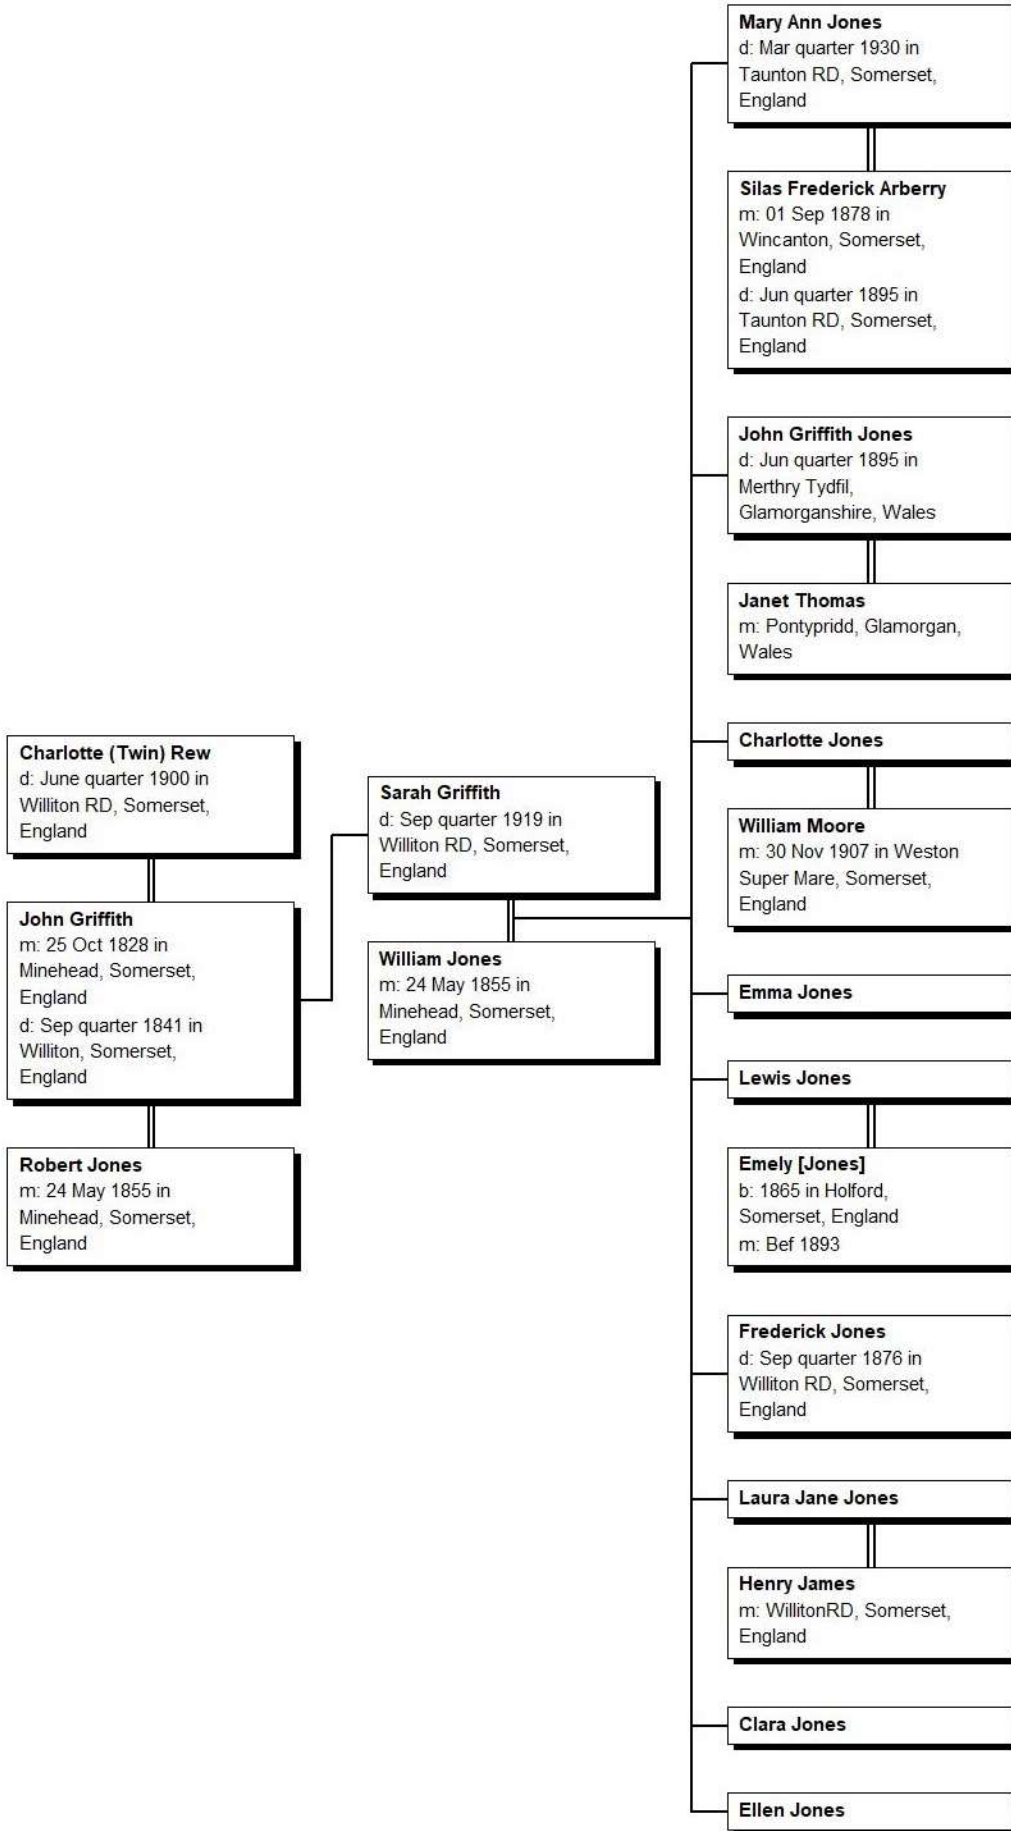 Charlotte (Twin) Rew
d: June quarter 1900 in
Williton RD, Somerset,
England
John Griffith
m: 25 Oct 1828 in
Minehead, Somerset,
England
d: Sep quarter 1841 in
Williton, Somerset,
England
Robert Jones
m: 24 May 1855 in
Minehead, Somerset,
England
Sarah Griffith
d: Sep quarter 1919 in
Williton RD, Somerset,
England
William Jones
m: 24 May 1855 in
Minehead, Somerset,
England
Mary Ann Jones
d: Mar quarter 1930 in
Taunton RD, Somerset,
England
Silas Frederick Arberry
m: 01 Sep 1878 in
Wincanton, Somerset,
England
d: Jun quarter 1895 in
Taunton RD, Somerset,
England
John Griffith Jones
d: Jun quarter 1895 in
Merthry Tydfil,
Glamorganshire, Wales
Janet Thomas
m: Pontypridd, Glamorgan,
Wales
Charlotte Jones
William Moore
m: 30 Nov 1907 in Weston
Super Mare, Somerset,
England
Emma Jones
Lewis Jones
Emely [Jones]
b: 1865 in Holford,
Somerset, England
m: Bef 1893
Frederick Jones
d: Sep quarter 1876 in
Williton RD, Somerset,
England
Laura Jane Jones
Henry James
m: WillitonRD, Somerset,
England
Clara Jones
Ellen Jones